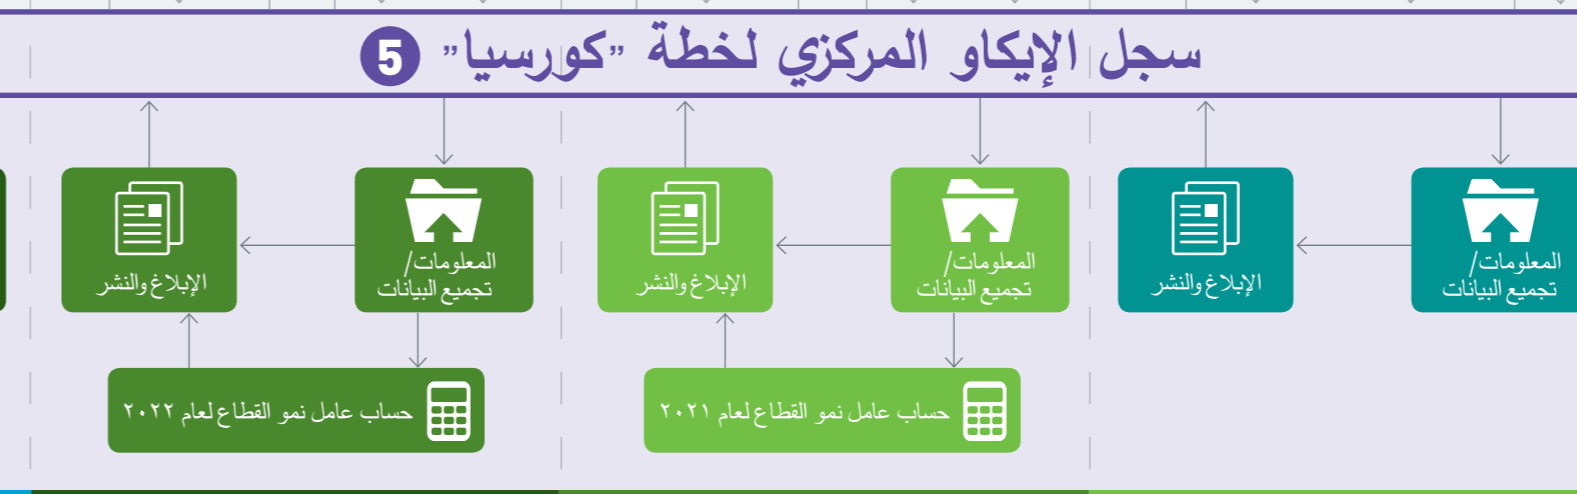 سجل الإيكاو المركزي لخطة "كورسيا" 5
المعلومات/
تجميع البيانات
الإبلاغ والنشر
المعلومات/
تجميع البيانات
الإبلاغ والنشر
حساب عامل نمو القطاع لعام ٢٠٢١
المعلومات/
تجميع البيانات
الإبلاغ والنشر
حساب عامل نمو القطاع لعام ٢٠٢٢